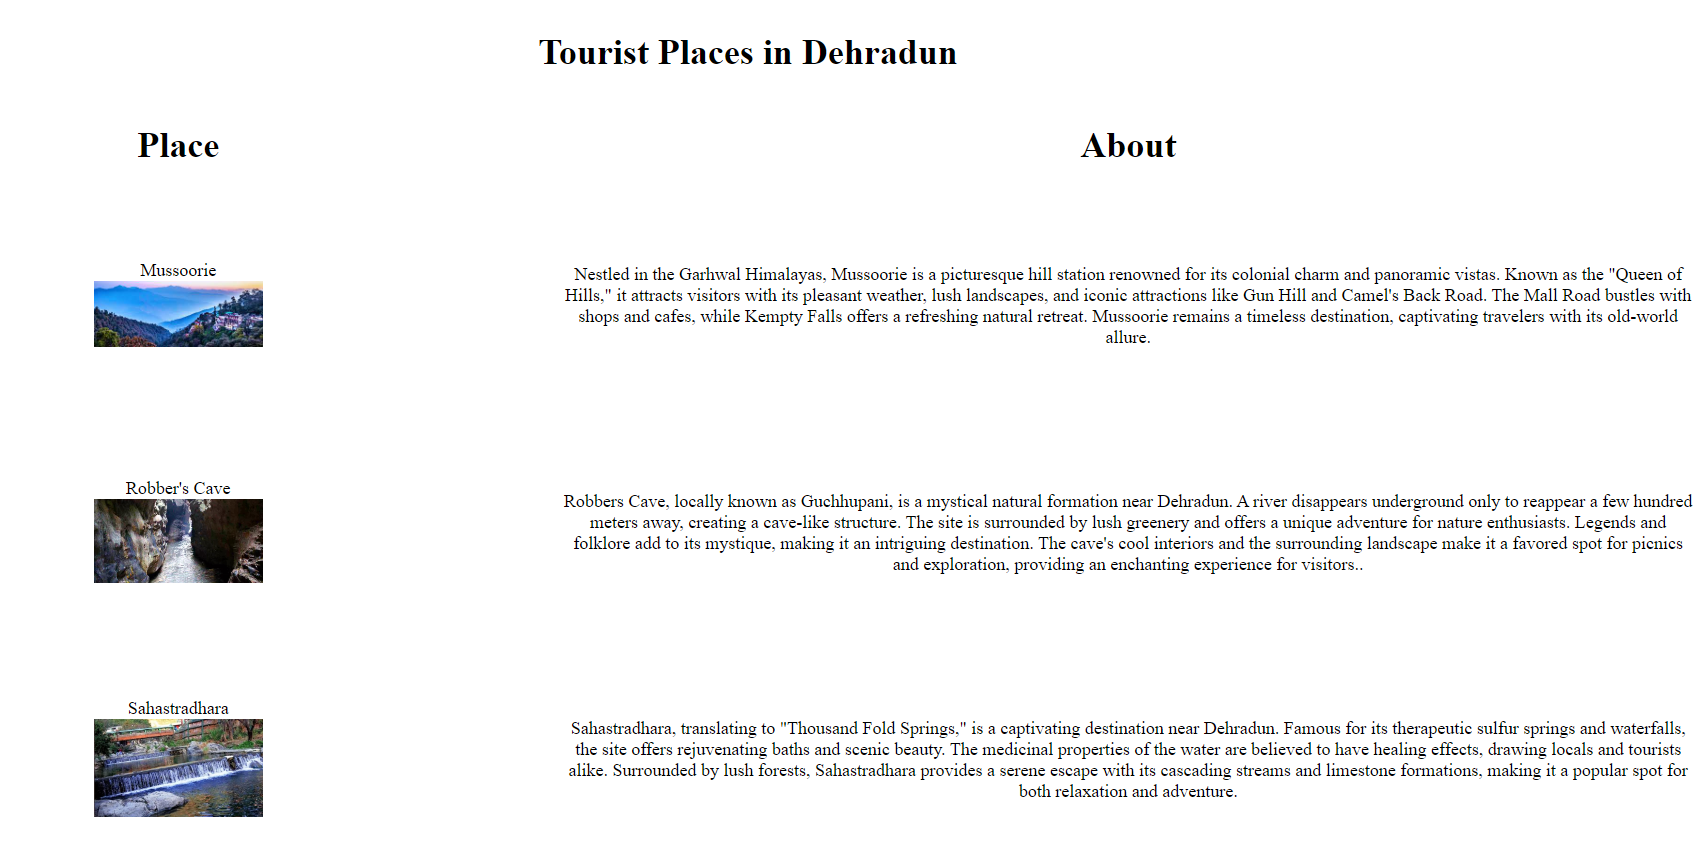 Tourist Places in Dehradun
Place
About
Mussoorie
Nestled in the Garhwal Himalayas, Mussoorie is a picturesque hill station renowned for its colonial charm and panoramic vistas. Known as the "Queen of
Hills," it attracts visitors with its pleasant weather, lush landscapes, and iconic attractions like Gun Hill and Camel's Back Road. The Mall Road bustles with
shops and cafes, while Kempty Falls offers a refreshing natural retreat. Mussoorie remains a timeless destination, captivating travelers with its old-world
allure.
Robber's Cave
Robbers Cave, locally known as Guchhupani, is a mystical natural formation near Dehradun. A river disappears underground only to reappear a few hundred
meters away, creating a cave-like structure. The site is surrounded by lush greenery and offers a unique adventure for nature enthusiasts. Legends and
folklore add to its mystique, making it an intriguing destination. The cave's cool interiors and the surrounding landscape make it a favored spot for picnics
and exploration, providing an enchanting experience for visitors..
Sahastradhara
Sahastradhara, translating to "Thousand Fold Springs," is a captivating destination near Dehradun. Famous for its therapeutic sulfur springs and waterfalls,
the site offers rejuvenating baths and scenic beauty. The medicinal properties of the water are believed to have healing effects, drawing locals and tourists
alike. Surrounded by lush forests, Sahastradhara provides a serene escape with its cascading streams and limestone formations, making it a popular spot for
both relaxation and adventure.